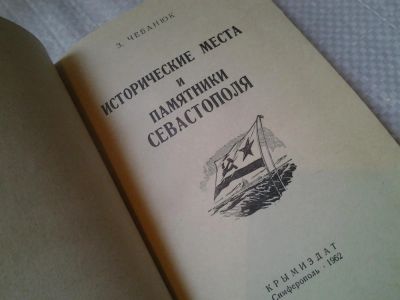 З. ЧЕБАНЮК
ИСТОРИЧЕСКИЕ МЕСТА
И
ПАМЯТНИКИ
СЕВАСТОПОЛЯ
КРЫМИЗДАТ
Симферополь · 1962